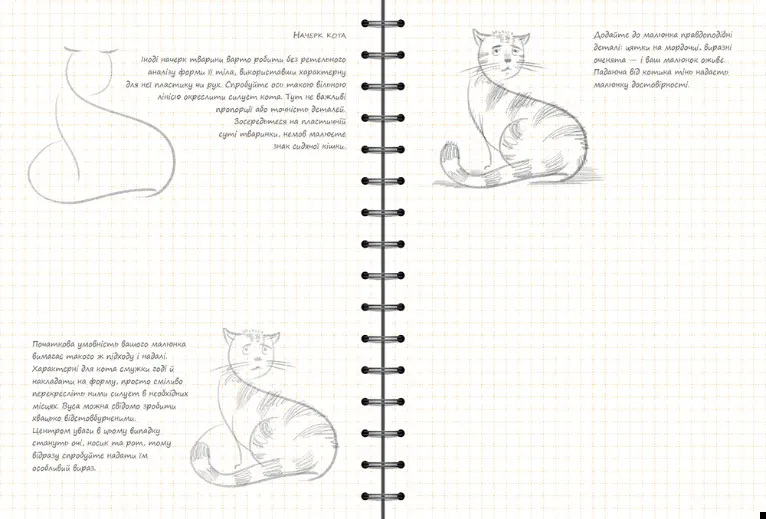 Начерк кота
Іноді начерк тварини варто робити без ретельного
аналізу форми її тіла, використавши характерну
для неї пластику чи рух. Спробуйте ось такою вільною
лінією окреслити силует кота. Тут не важливі
пропорції або точність деталей.
Зосередьтеся на пластичній
суті тваринки, немов малюєте
знак сидячої кішки.
Початкова умовність вашого малюнка
вимагає такого ж підходу і надалі.
Характерні для кота смужки годі й
накладати на форму, просто сміливо
перекресліть ними силует в необхідних
місцях. Вуса можна свідомо зробити
хвацько відстовбурченими.
Центром уваги в цьому випадку
стануть очі, носик та рот, тому
відразу спробуйте надати їм
особливий вираз.
Додайте до малюнка правдоподібні
деталі: цятки на мордочці, виразні
оченята — і ваш малюнок оживе.
Падаюча від котика тінь надасть
малюнку достовірності.